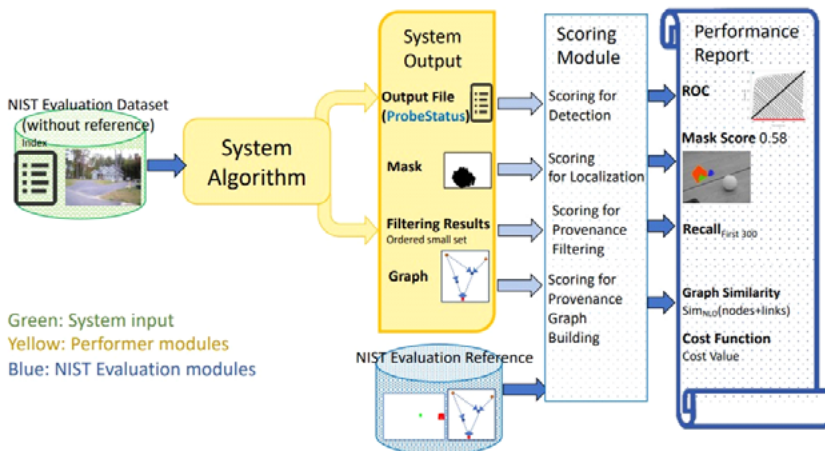 NIST Evaluation Dataset
(without reference)
Index
System
Algorithm
System
Output
Output File
(ProbeStatus)
Mask
Filtering Results
Ordered small set
Graph
Scoring
Module
Scoring for
Detection
Scoring
for Localization
Scoring for
Provenance
Filtering
Scoring for
Provenance
Graph
Building
Performance
Report
ROC
Mask Score 0.58
Recall First 300
Graph Similarity
SimNLO(nodes+links)
Cost Function
Cost Value
Green: System input
Yellow: Performer modules
Blue: NIST Evaluation modules
NIST Evaluation Reference